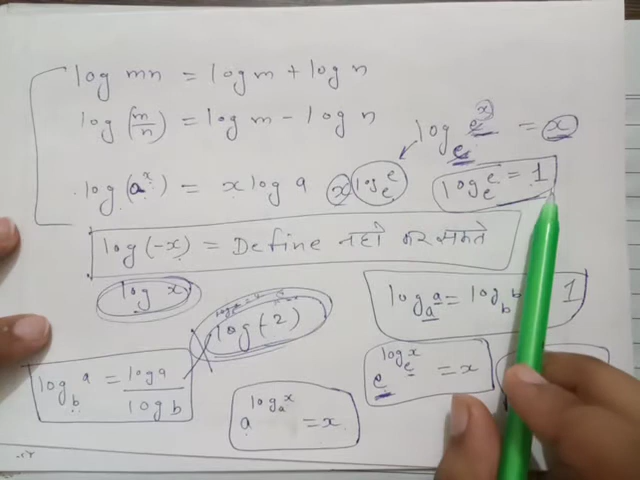 log mn = log m + log n
log (m/n) = log m - log n
log_e e^x = x
log (a^x) = x log a
x log_e e
log_e e = 1
log (-x) = Define नहीं कर सकते
log x
log (-2)
log_a a = log_b b 1
log_b a = log a / log b
e^{log_e x} = x
a^{log_a x} = x